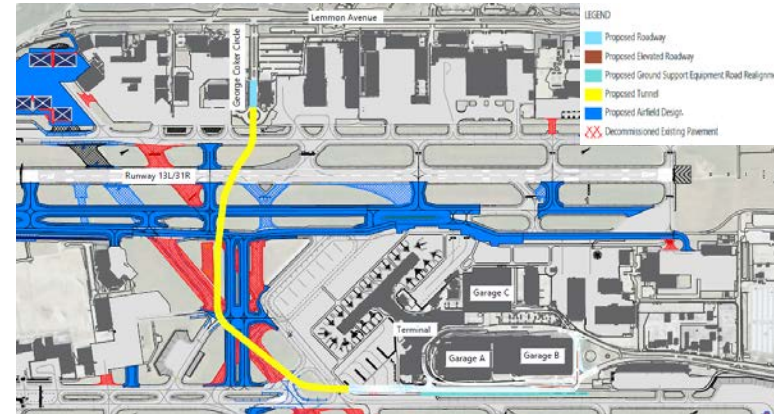 Lemmon Avenue
George Coker Circle
LEGEND
Proposed Roadway
Proposed Elevated Roadway
Proposed Ground Support Equipment Road Realignme
Proposed Tunnel
Proposed Airfield Design
Decommissioned Existing Pavement
Runway 13L/31R
Garage C
Terminal
Garage A
Garage B